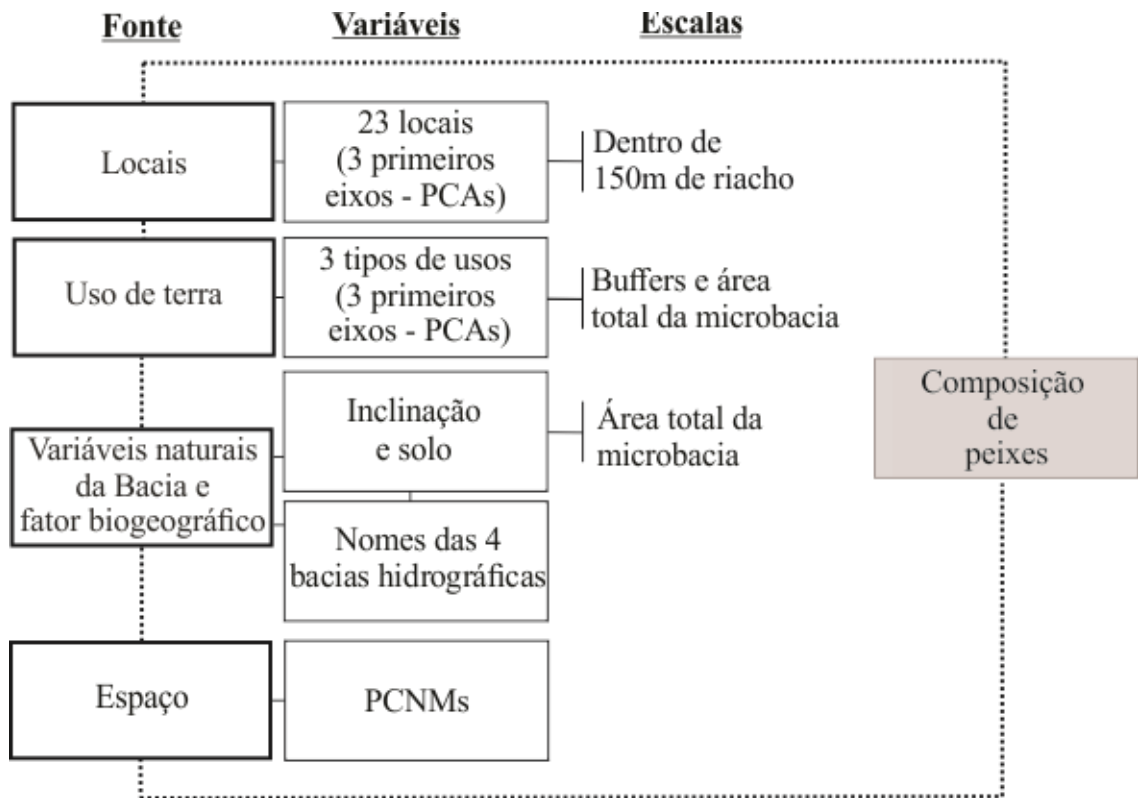 Fonte
Variáveis
Escalas
Locais
23 locais
(3 primeiros
eixos - PCAs)
Dentro de
150m de riacho
Uso de terra
3 tipos de usos
(3 primeiros
eixos - PCAs)
Buffers e área
total da microbacia
Variáveis naturais
da Bacia e
fator biogeográfico
Inclinação
e solo
Área total da
microbacia
Nomes das 4
bacias hidrográficas
Espaço
PCNMs
Composição
de
peixes